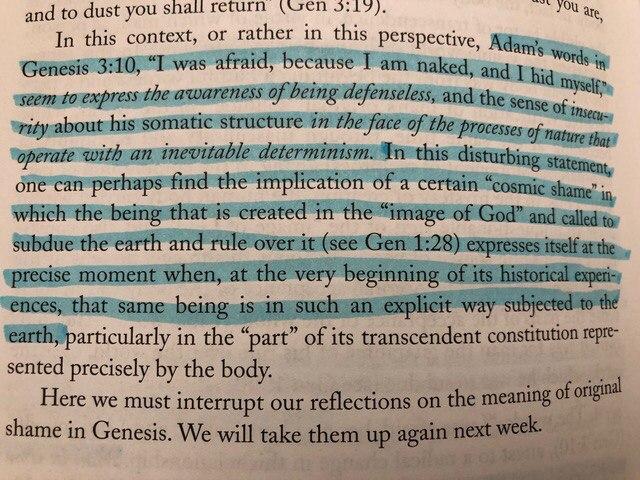 and to dust you shall return" (Gen 3:19).
you are,
In this context, or rather in this perspective, Adam's words in
Genesis 3:10, "I was afraid, because I am naked, and I hid myself,"
seem to express the awareness of being defenseless, and the sense of insecu-
rity about his somatic structure in the face of the processes of nature that
operate with an inevitable determinism. In this disturbing statement,
one can perhaps find the implication of a certain "cosmic shame" in
which the being that is created in the "image of God" and called to
subdue the earth and rule over it (see Gen 1:28) expresses itself at the
precise moment when, at the very beginning of its historical experi-
ences, that same being is in such an explicit way subjected to the
earth, particularly in the "part" of its transcendent constitution repre-
sented precisely by the body.
Here we must interrupt our reflections on the meaning of original
shame in Genesis. We will take them up again next week.